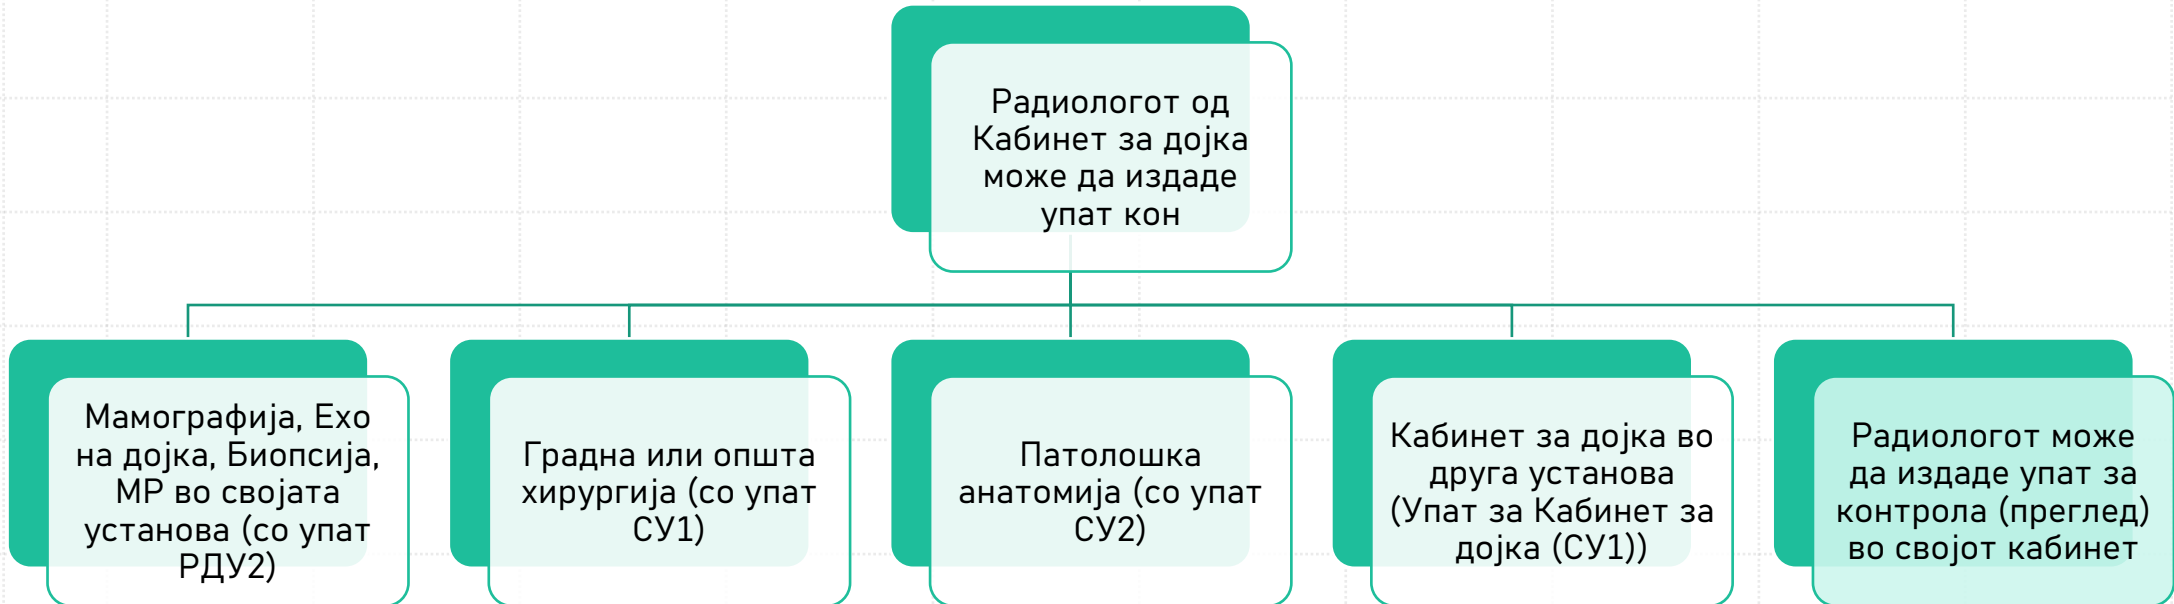 Радиологот од
Кабинет за дојка
може да издаде
упат кон
Мамографија, Ехо
на дојка, Биопсија,
МР во својата
установа (со упат
РДУ2)
Градна или општа
хирургија (со упат
СУ1)
Патолошка
анатомија (со упат
СУ2)
Кабинет за дојка во
друга установа
(Упат за Кабинет за
дојка (СУ1))
Радиологот може
да издаде упат за
контрола (преглед)
во својот кабинет